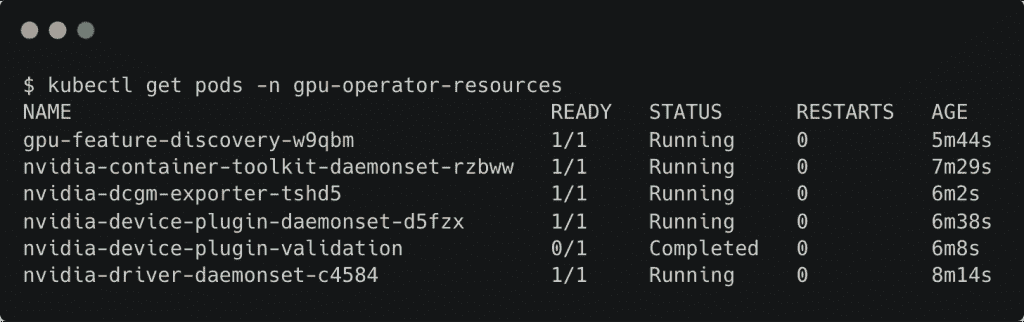 $ kubectl get pods -n gpu-operator-resources
NAME READY STATUS RESTARTS AGE
gpu-feature-discovery-w9qbm 1/1 Running 0 5m44s
nvidia-container-toolkit-daemonset-rzbww 1/1 Running 0 7m29s
nvidia-dcgm-exporter-tshd5 1/1 Running 0 6m2s
nvidia-device-plugin-daemonset-d5fzx 1/1 Running 0 6m38s
nvidia-device-plugin-validation 0/1 Completed 0 6m8s
nvidia-driver-daemonset-c4584 1/1 Running 0 8m14s